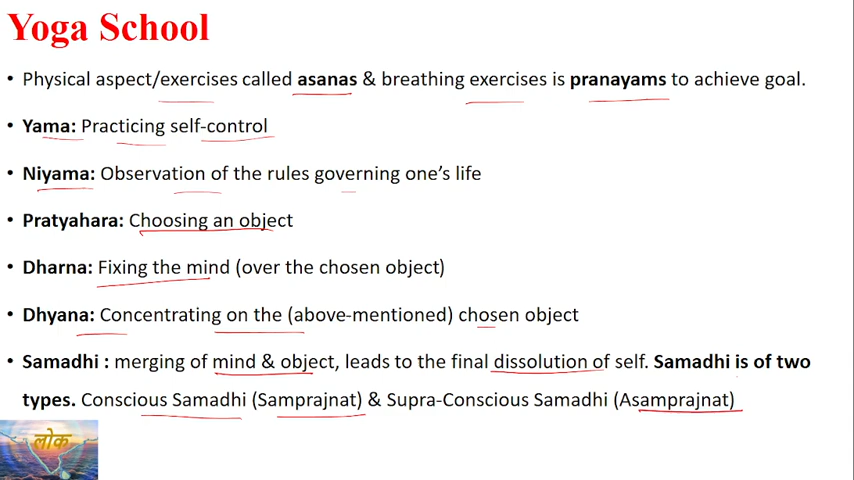 Yoga School
• Physical aspect/exercises called asanas & breathing exercises is pranayams to achieve goal.
• Yama: Practicing self-control
• Niyama: Observation of the rules governing one's life
• Pratyahara: Choosing an object
• Dharna: Fixing the mind (over the chosen object)
• Dhyana: Concentrating on the (above-mentioned) chosen object
• Samadhi : merging of mind & object, leads to the final dissolution of self. Samadhi is of two
types. Conscious Samadhi (Samprajnat) & Supra-Conscious Samadhi (Asamprajnat)
लोक